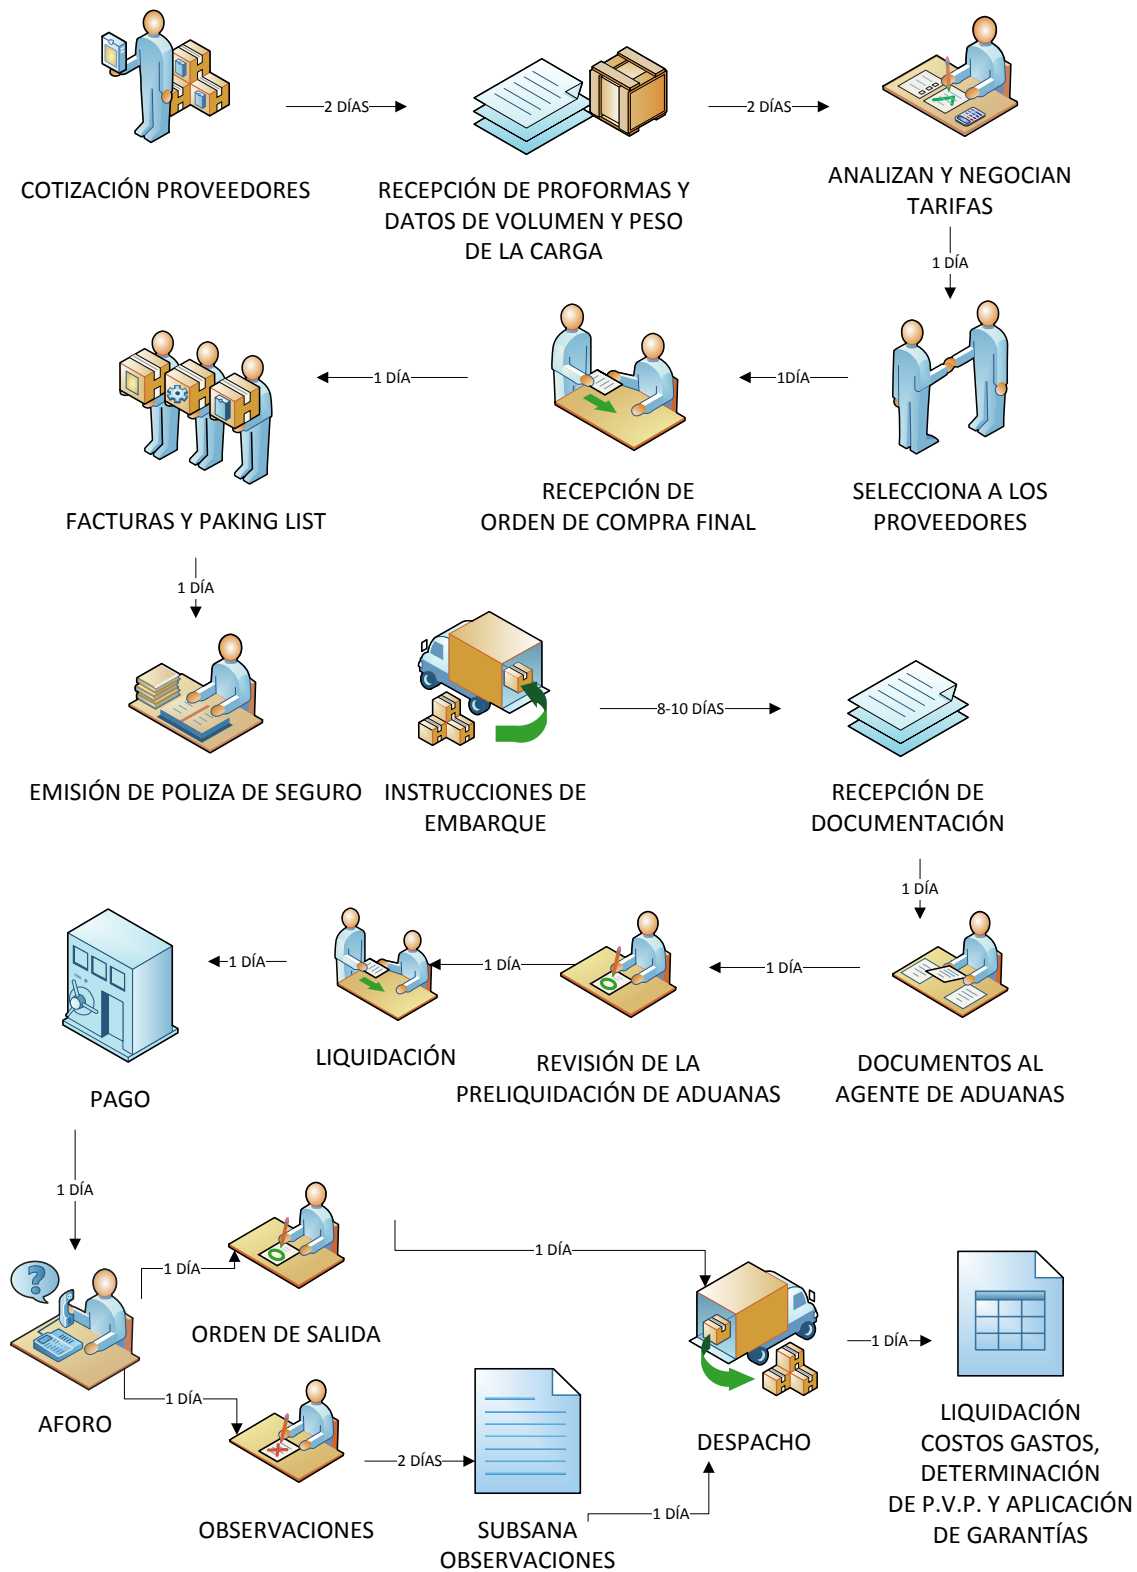 COTIZACIÓN PROVEEDORES
2 DÍAS
RECEPCIÓN DE PROFORMAS Y
DATOS DE VOLUMEN Y PESO
DE LA CARGA
2 DÍAS
ANALIZAN Y NEGOCIAN
TARIFAS
1 DÍA
SELECCIONA A LOS
PROVEEDORES
1DÍA
RECEPCIÓN DE
ORDEN DE COMPRA FINAL
1 DÍA
FACTURAS Y PAKING LIST
1 DÍA
EMISIÓN DE POLIZA DE SEGURO
INSTRUCCIONES DE
EMBARQUE
8-10 DÍAS
RECEPCIÓN DE
DOCUMENTACIÓN
1 DÍA
DOCUMENTOS AL
AGENTE DE ADUANAS
1 DÍA
REVISIÓN DE LA
PRELIQUIDACIÓN DE ADUANAS
1 DÍA
LIQUIDACIÓN
1 DÍA
PAGO
1 DÍA
?
AFORO
1 DÍA
ORDEN DE SALIDA
1 DÍA
1 DÍA
OBSERVACIONES
2 DÍAS
SUBSANA
OBSERVACIONES
1 DÍA
DESPACHO
1 DÍA
LIQUIDACIÓN
COSTOS GASTOS,
DETERMINACIÓN
DE P.V.P. Y APLICACIÓN
DE GARANTÍAS